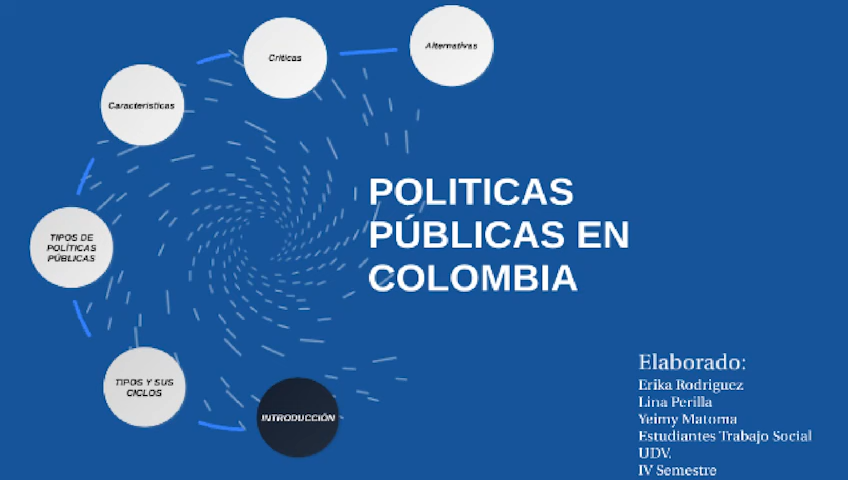 Alternativas
Criticas
Caracteristicas
POLITICAS
PÚBLICAS EN
COLOMBIA
TIPOS DE
POLÍTICAS
PÚBLICAS
TIPOS Y SUS
CICLOS
INTRODUCCIÓN
Elaborado:
Erika Rodriguez
Lina Perilla
Yeimy Matoma
Estudiantes Trabajo Social
UDV.
IV Semestre